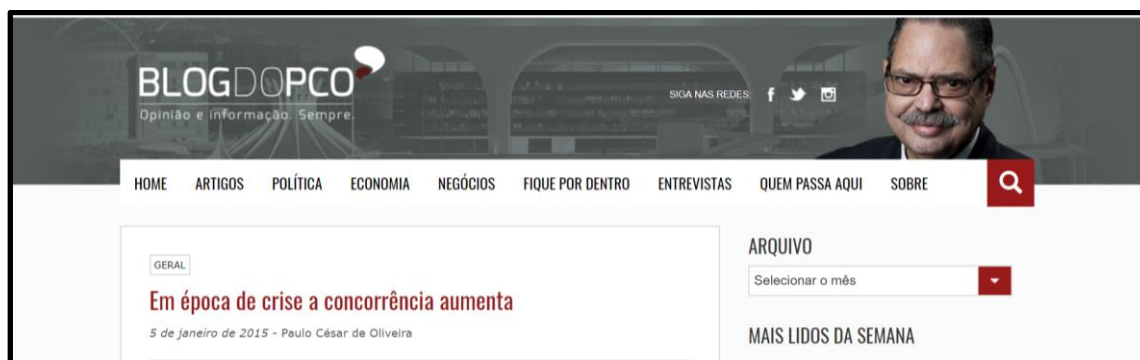 BLOGDOPCO
Opinião e informação. Sempre.
SIGA NAS REDES:
HOME ARTIGOS POLÍTICA ECONOMIA NEGÓCIOS FIQUE POR DENTRO ENTREVISTAS QUEM PASSA AQUI SOBRE
GERAL
Em época de crise a concorrência aumenta
5 de janeiro de 2015 - Paulo César de Oliveira
ARQUIVO
Selecionar o mês
MAIS LIDOS DA SEMANA